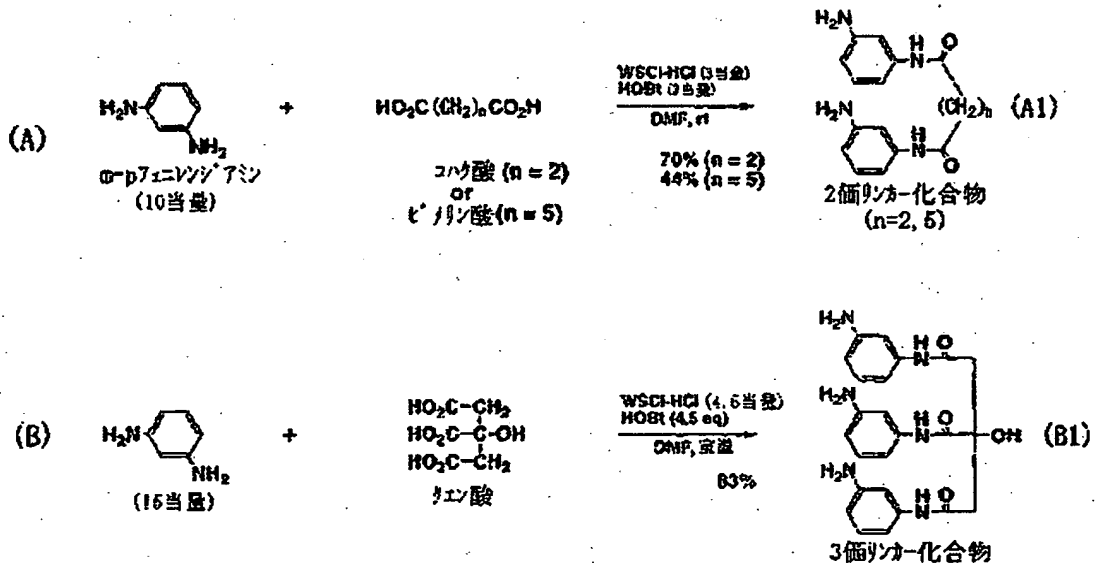 (A)
H₂N
NH₂
m-pフェニレンジアミン
(10当量)
+
HO₂C(CH₂)ₙCO₂H
コハク酸 (n = 2)
or
ピメリン酸 (n = 5)
WSCI-HCl (3当量)
HOBt (3当量)
DMF, rt
70% (n = 2)
44% (n = 5)
H₂N
H O
N
(CH₂)ₙ
H₂N
H
N
O
(A1)
2価リンカー化合物
(n=2, 5)
(B)
H₂N
NH₂
(15当量)
+
HO₂C-CH₂
HO₂C-C-OH
HO₂C-CH₂
クエン酸
WSCI-HCl (4,5当量)
HOBt (4,5 eq)
DMF, 室温
83%
H₂N
H O
N
H₂N
H O
N
OH
H₂N
H O
N
(B1)
3価リンカー化合物